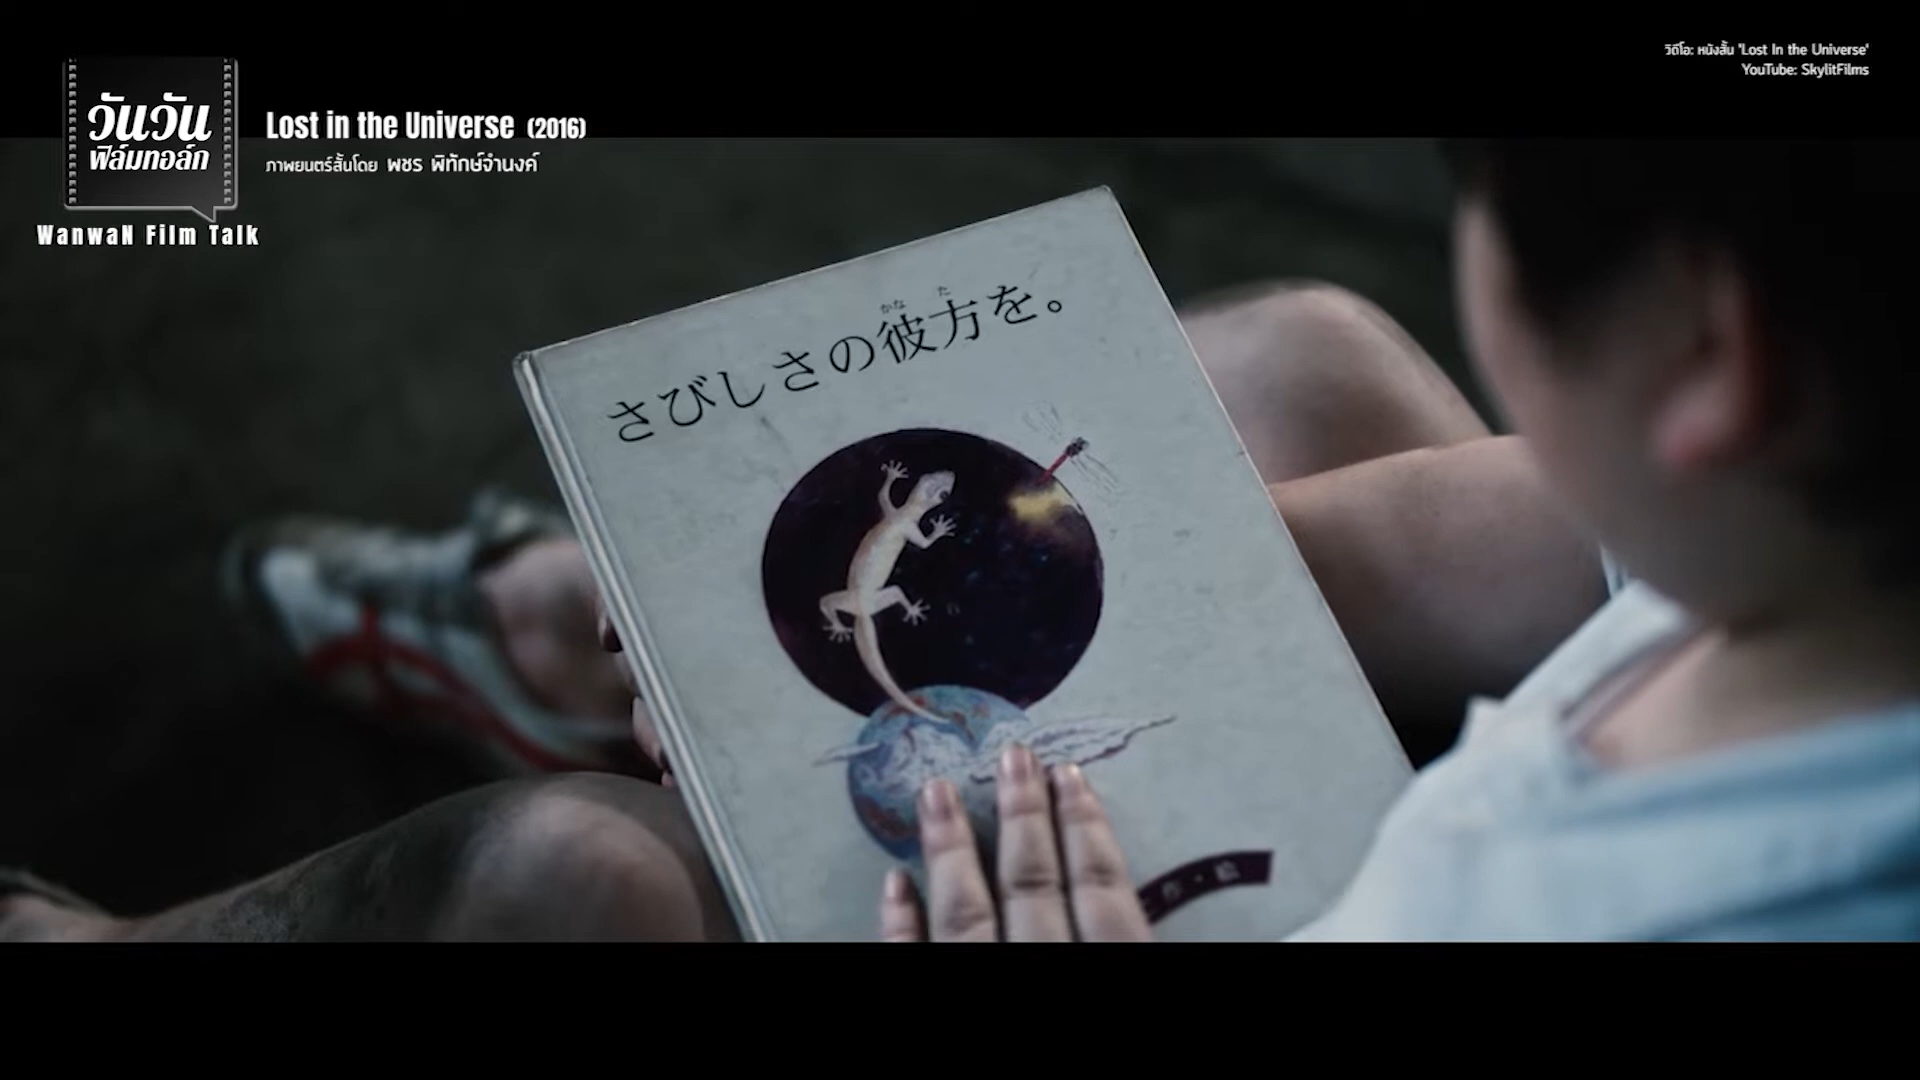 วิดีโอ: หนังสั้น 'Lost In the Universe'
YouTube: SkylitFilms
วันวัน
ฟิล์มทอล์ก
WanwaN Film Talk
Lost in the Universe (2016)
ภาพยนตร์สั้นโดย พชร พิทักษ์จำนงค์
かなた
さびしさの彼方を。
作・絵